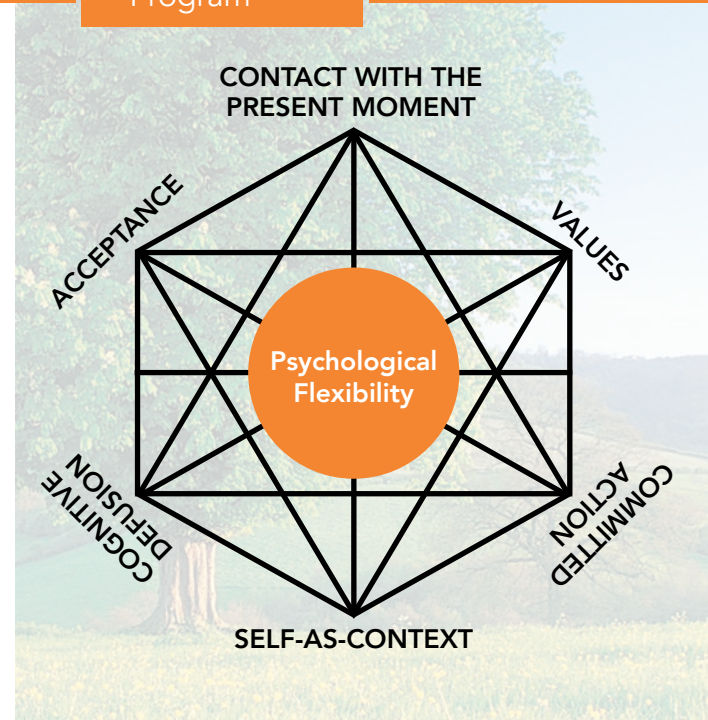 Program
CONTACT WITH THE
PRESENT MOMENT
ACCEPTANCE
VALUES
Psychological
Flexibility
COGNITIVE
DEFUSION
COMMITTED
ACTION
SELF-AS-CONTEXT